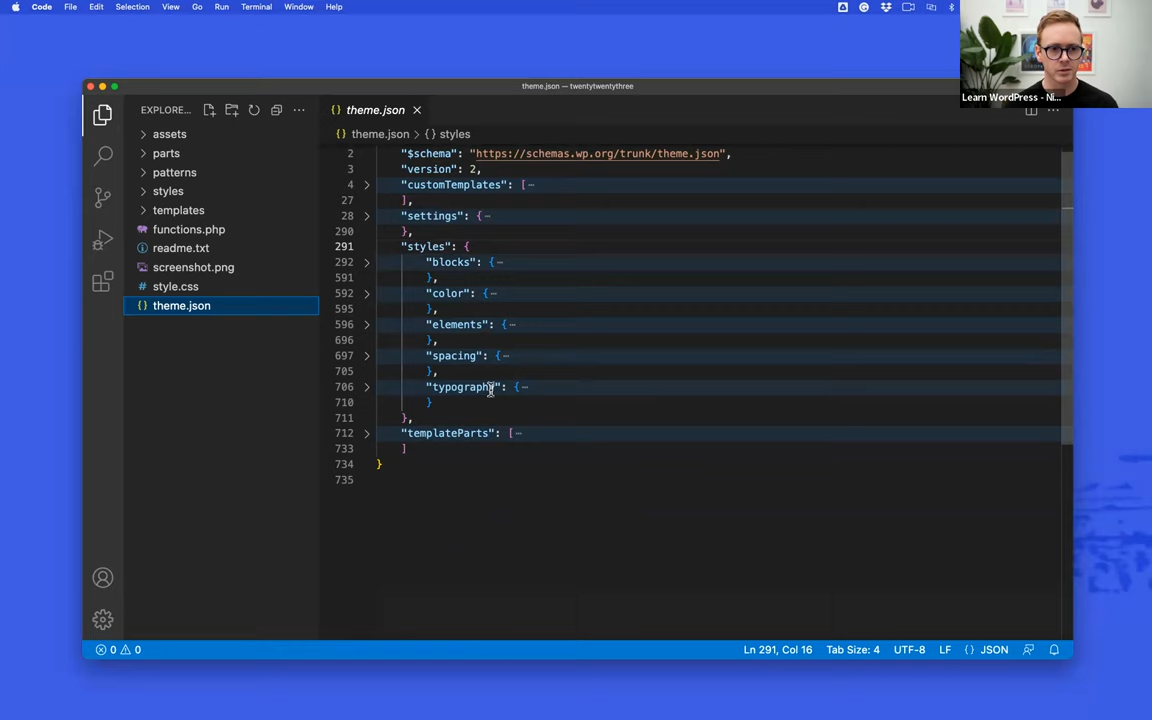 Code File Edit Selection View Go Run Terminal Window Help
theme.json — twentytwentythree
Learn WordPress - Ni...
EXPLORE...
assets
parts
patterns
styles
templates
functions.php
readme.txt
screenshot.png
style.css
{} theme.json
{} theme.json
{} theme.json > {} styles
2 "$schema": "https://schemas.wp.org/trunk/theme.json",
3 "version": 2,
4 "customTemplates": [
27 ],
28 "settings": {
290 },
291 "styles": {
292 "blocks": {
591 },
592 "color": {
595 },
596 "elements": {
696 },
697 "spacing": {
705 },
706 "typography": {
710 }
711 },
712 "templateParts": [
733 ]
734 }
735
0 0
Ln 291, Col 16 Tab Size: 4 UTF-8 LF {} JSON